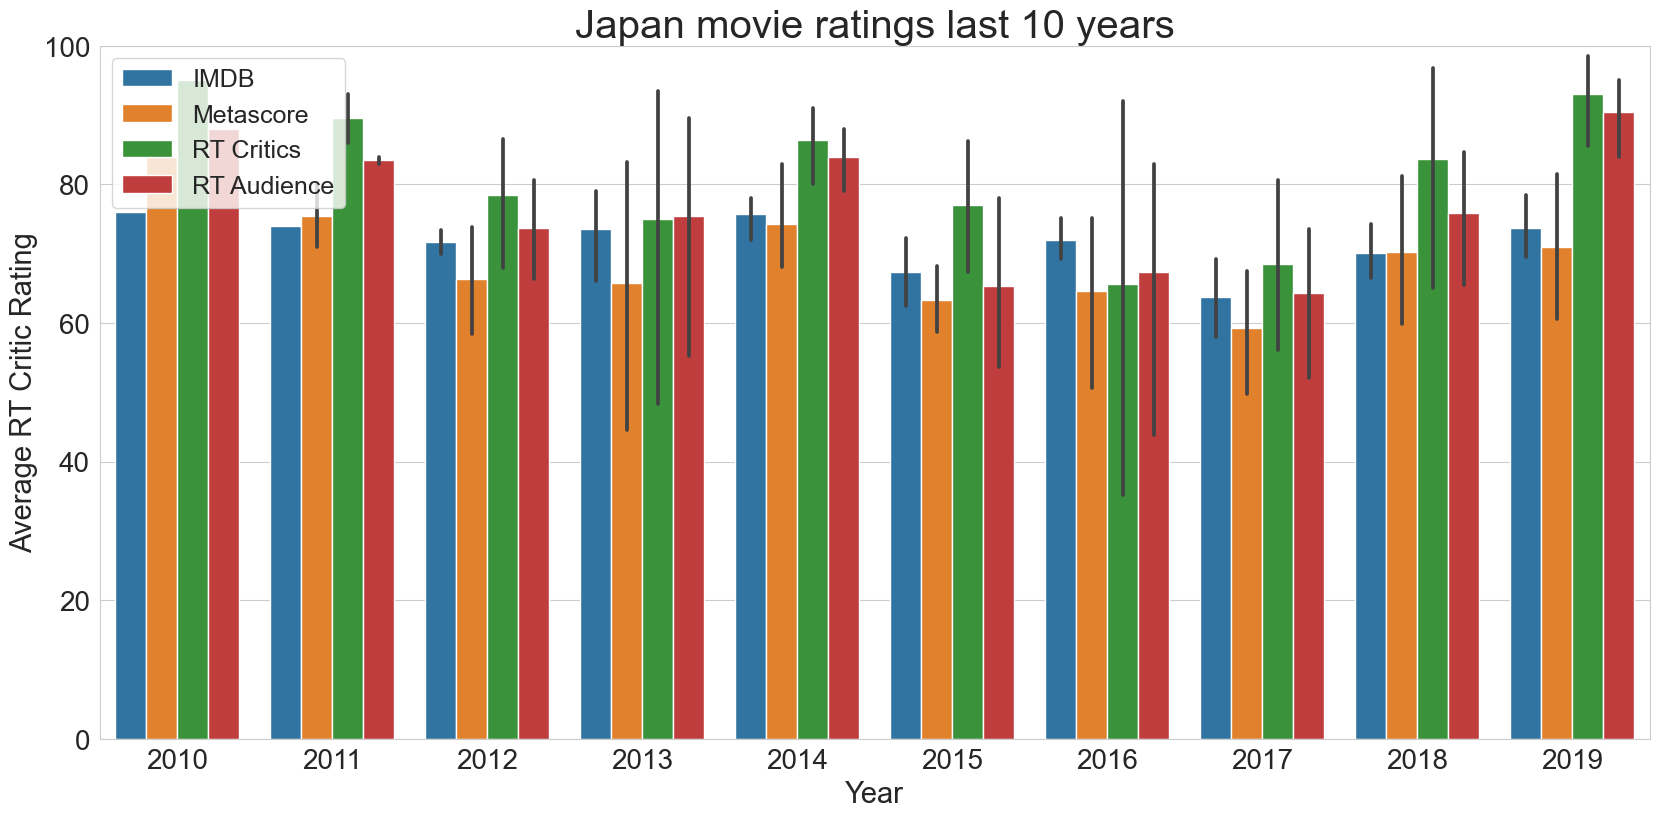 Japan movie ratings last 10 years
IMDB
Metascore
RT Critics
RT Audience
Average RT Critic Rating
100
80
60
40
20
0
2010 2011 2012 2013 2014 2015 2016 2017 2018 2019
Year